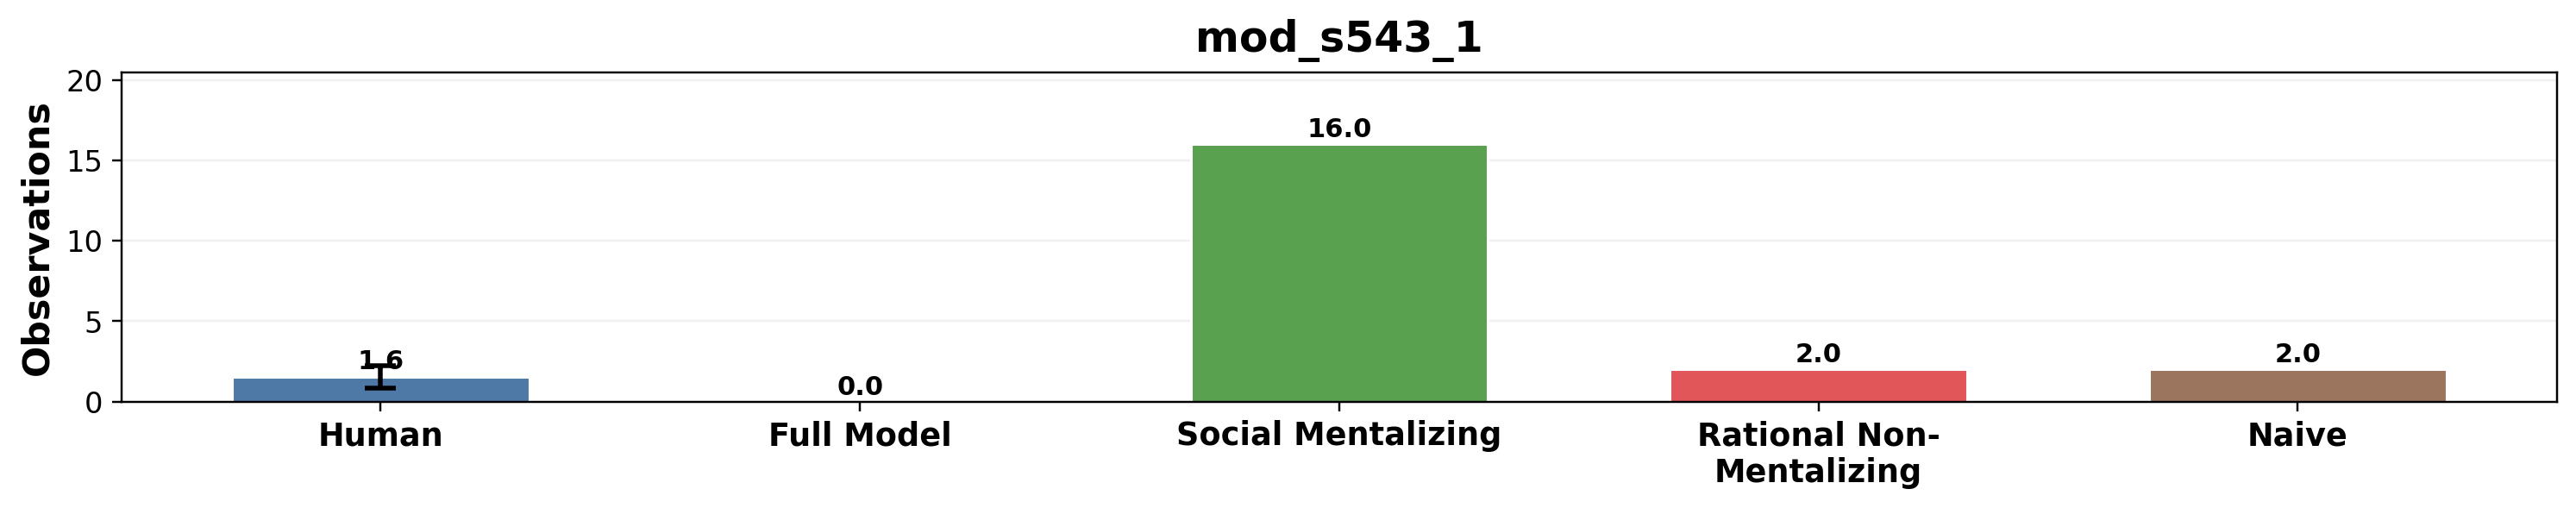 mod_s543_1
Observations
20
15
10
5
0
1.6
0.0
16.0
2.0
2.0
Human
Full Model
Social Mentalizing
Rational Non-
Mentalizing
Naive